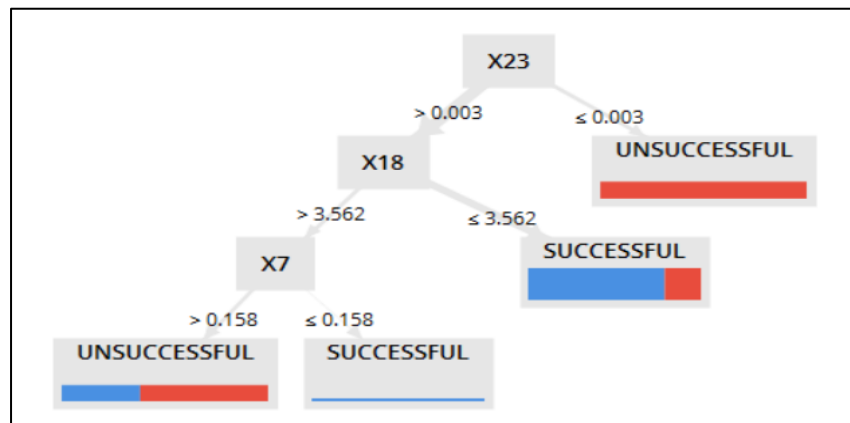 X23
> 0.003
≤ 0.003
X18
UNSUCCESSFUL
> 3.562
≤ 3.562
X7
SUCCESSFUL
> 0.158
≤ 0.158
UNSUCCESSFUL
SUCCESSFUL